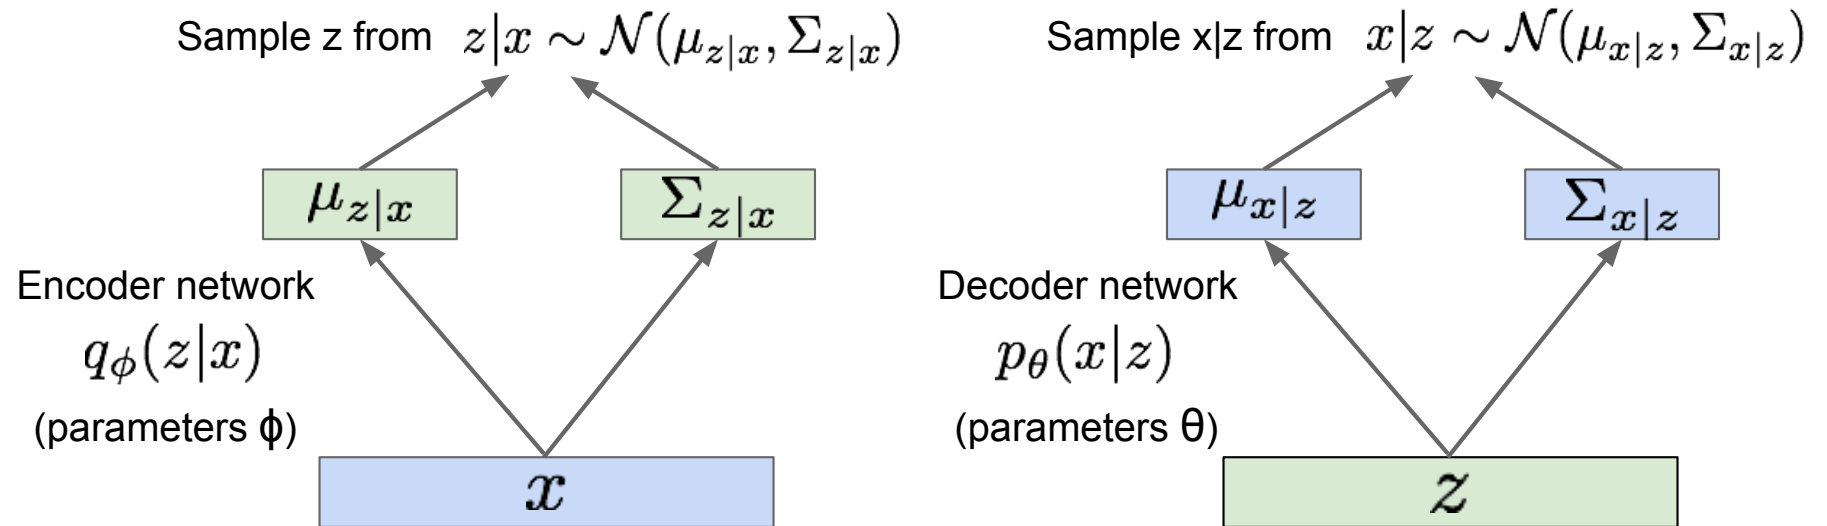 Sample z from z|x ∼ 𝒩(μ_{z|x}, Σ_{z|x})
μ_{z|x}
Σ_{z|x}
Encoder network
q_ϕ(z|x)
(parameters ϕ)
x
Sample x|z from x|z ∼ 𝒩(μ_{x|z}, Σ_{x|z})
μ_{x|z}
Σ_{x|z}
Decoder network
p_θ(x|z)
(parameters θ)
z